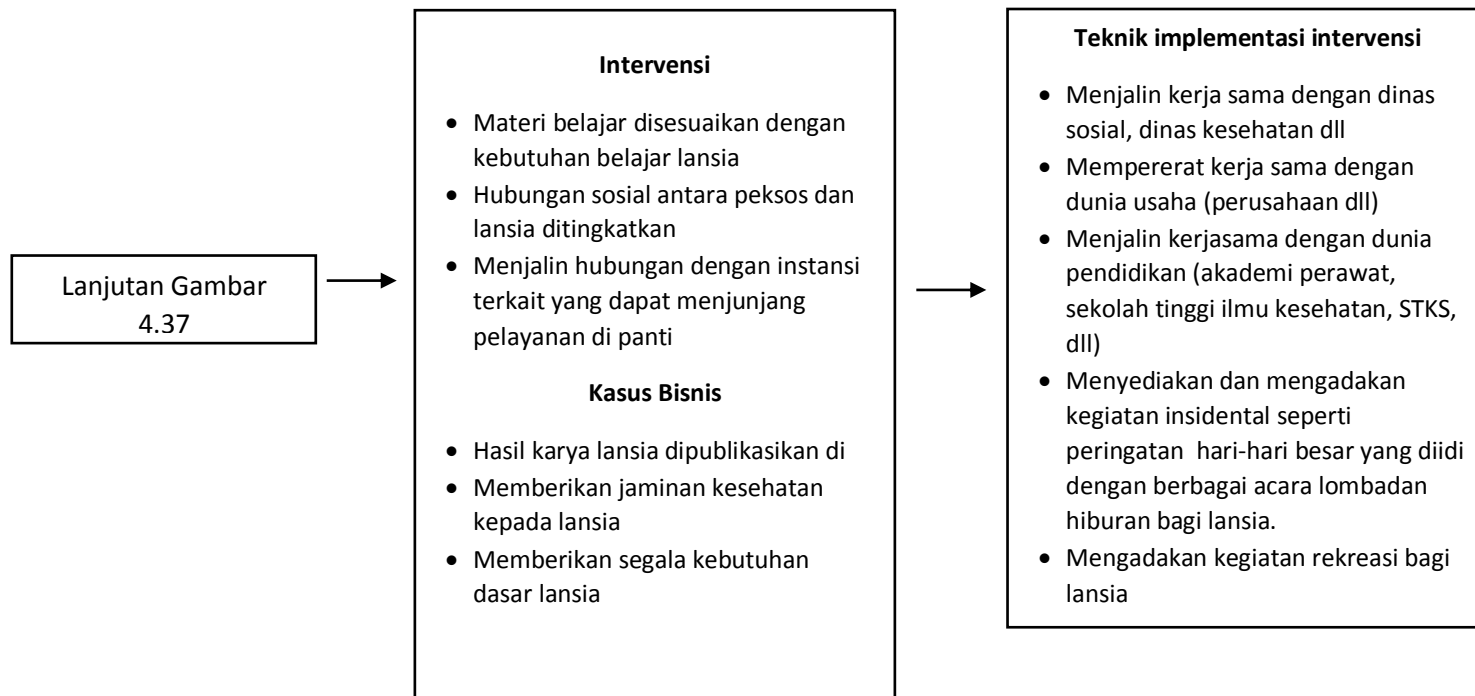 Lanjutan Gambar
4.37
Intervensi
• Materi belajar disesuaikan dengan
kebutuhan belajar lansia
• Hubungan sosial antara peksos dan
lansia ditingkatkan
• Menjalin hubungan dengan instansi
terkait yang dapat menjunjang
pelayanan di panti
Kasus Bisnis
• Hasil karya lansia dipublikasikan di
• Memberikan jaminan kesehatan
kepada lansia
• Memberikan segala kebutuhan
dasar lansia
Teknik implementasi intervensi
• Menjalin kerja sama dengan dinas
sosial, dinas kesehatan dll
• Mempererat kerja sama dengan
dunia usaha (perusahaan dll)
• Menjalin kerjasama dengan dunia
pendidikan (akademi perawat,
sekolah tinggi ilmu kesehatan, STKS,
dll)
• Menyediakan dan mengadakan
kegiatan insidental seperti
peringatan  hari-hari besar yang diidi
dengan berbagai acara lombadan
hiburan bagi lansia.
• Mengadakan kegiatan rekreasi bagi
lansia